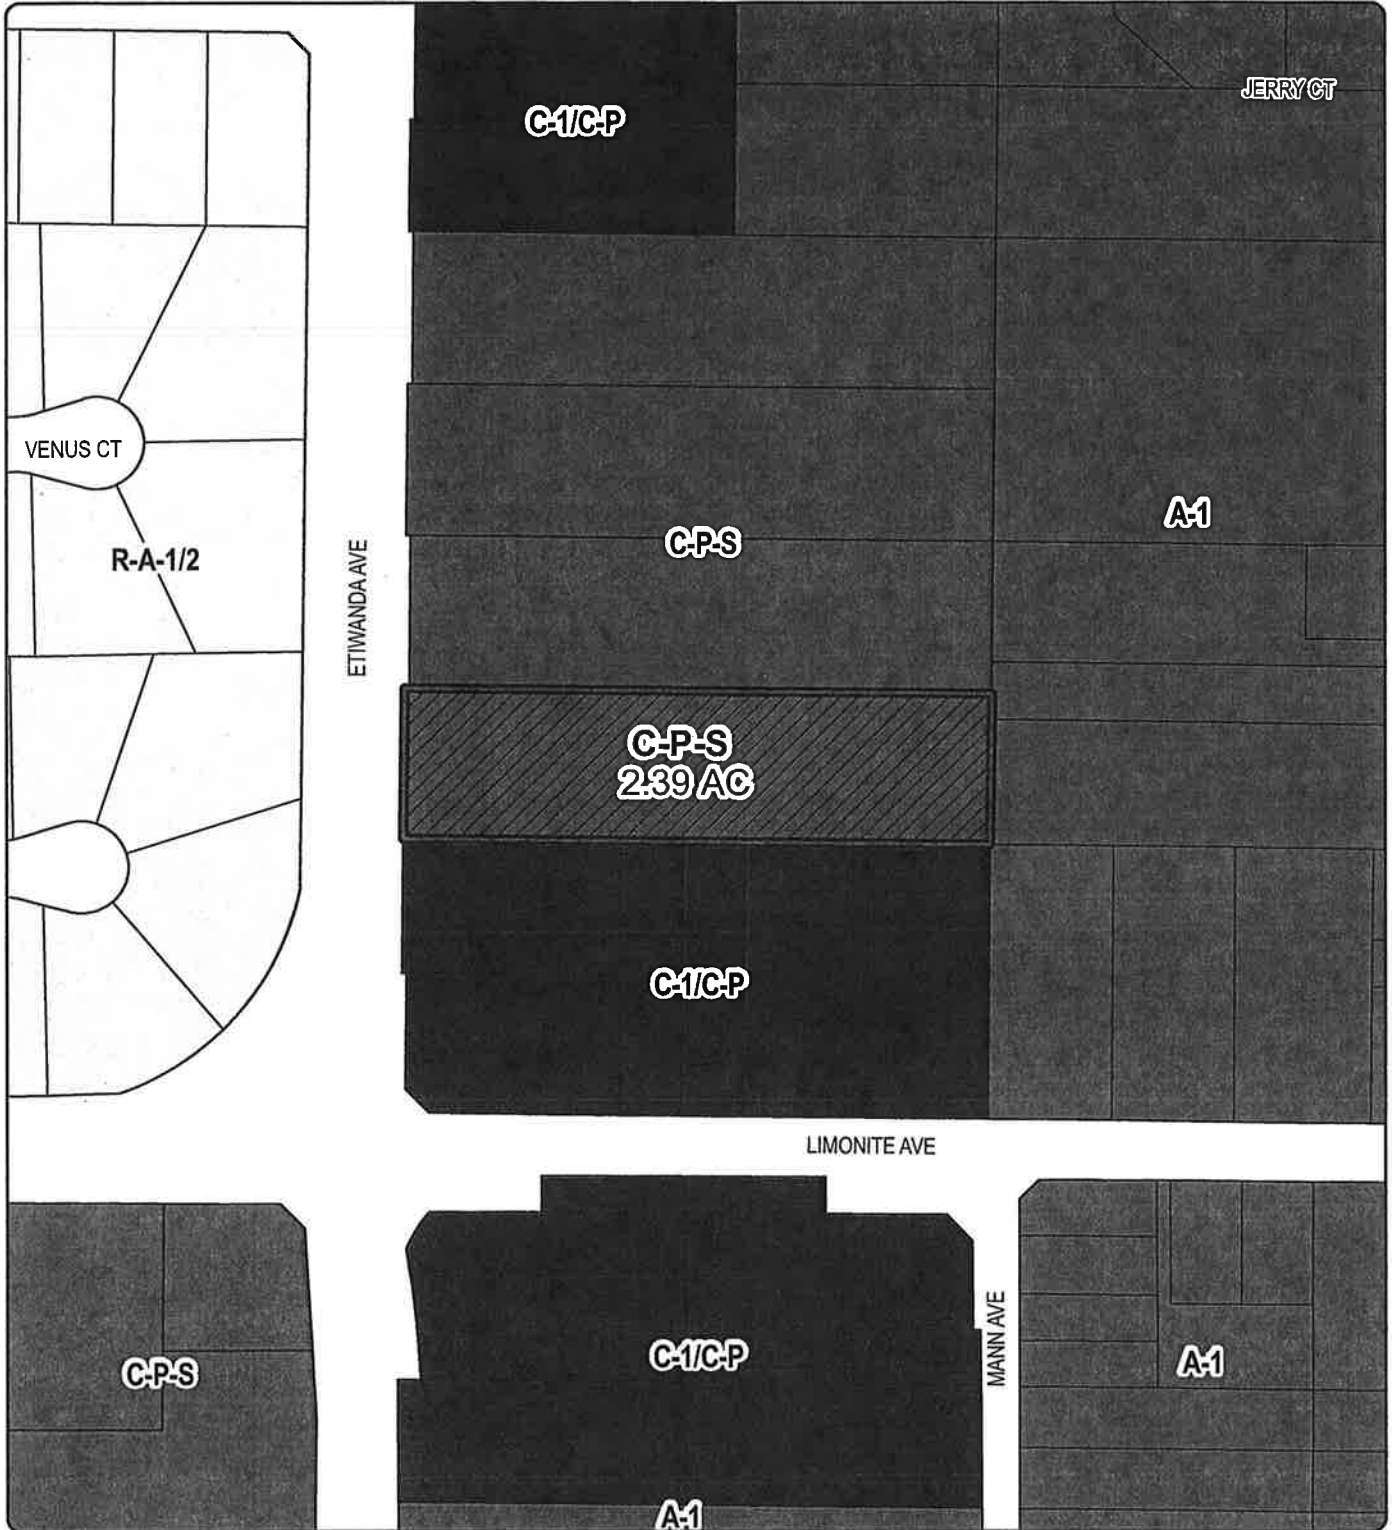 C-1/C-P
JERRY CT
VENUS CT
A-1
C-P-S
R-A-1/2
ETIWANDA AVE
C-P-S
2.39 AC
C-1/C-P
LIMONITE AVE
C-1/C-P
MANN AVE
A-1
C-P-S
A-1